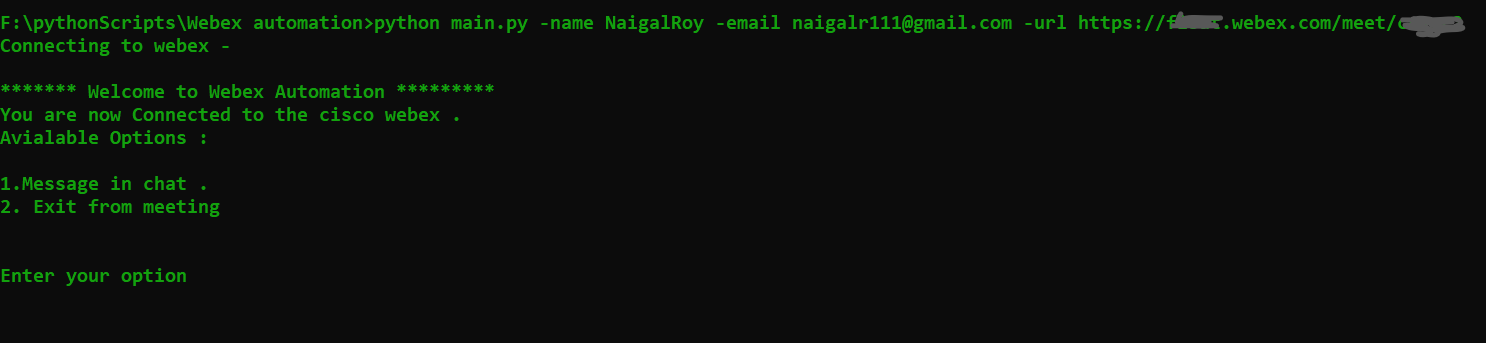 F:\pythonScripts\Webex automation>python main.py -name NaigalRoy -email naigalr111@gmail.com -url https://f .webex.com/meet/c
Connecting to webex -
******* Welcome to Webex Automation *********
You are now Connected to the cisco webex .
Avialable Options :
1.Message in chat .
2. Exit from meeting
Enter your option